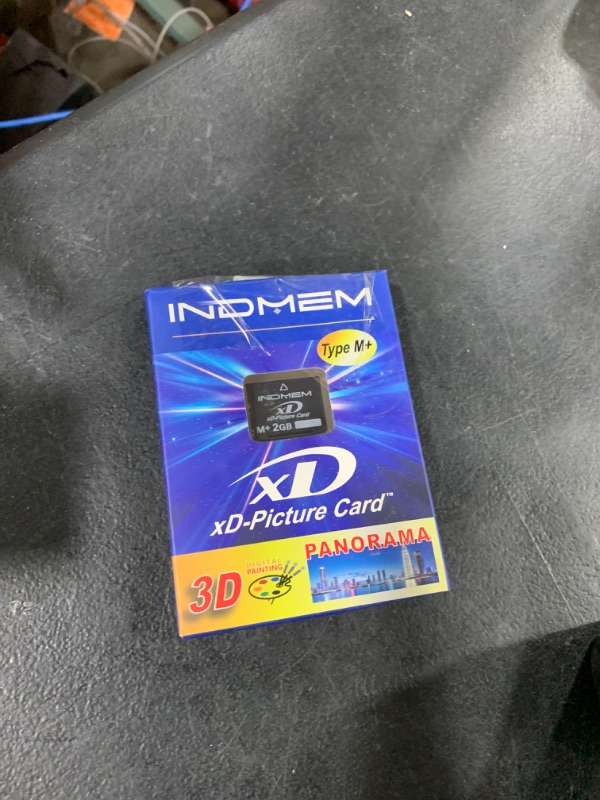 INDMEM
Type M+
INDMEM
xD
xD-Picture Card
M+ 2GB
xD
xD-Picture Card™
PANORAMA
3D
DIGITAL
PAINTING